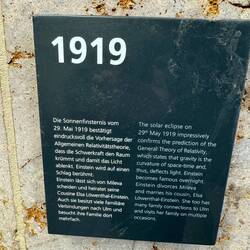 1919
Die Sonnenfinsternis vom
29. Mai 1919 bestätigt
eindrucksvoll die Vorhersage der
Allgemeinen Relativitätstheorie,
dass die Schwerkraft den Raum
krümmt und damit das Licht
ablenkt. Einstein wird auf einen
Schlag berühmt.
Einstein lässt sich von Mileva
scheiden und heiratet seine
Cousine Elsa Löwenthal-Einstein.
Auch sie besitzt viele familiäre
Verbindungen nach Ulm und
besucht ihre Familie dort
mehrfach.
The solar eclipse on
29th May 1919 impressively
confirms the prediction of the
General Theory of Relativity,
which states that gravity is the
curvature of space-time and,
thus, deflects light. Einstein
becomes famous overnight.
Einstein divorces Mileva
and marries his cousin, Elsa
Löwenthal-Einstein. She too has
many family connections to Ulm
and visits her family on multiple
occasions.